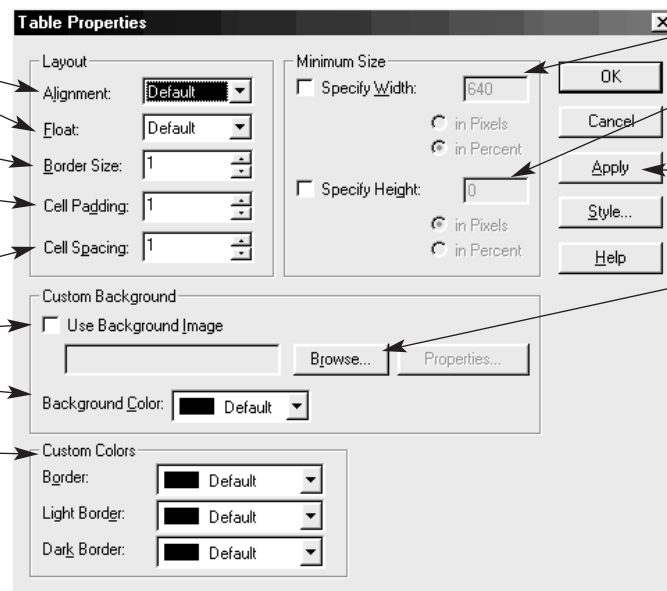 Table Properties
Layout
Alignment: Default
Float: Default
Border Size: 1
Cell Padding: 1
Cell Spacing: 1
Minimum Size
Specify Width: 640
in Pixels
in Percent
Specify Height: 0
in Pixels
in Percent
OK
Cancel
Apply
Style...
Help
Custom Background
Use Background Image
Browse...
Properties...
Background Color: Default
Custom Colors
Border: Default
Light Border: Default
Dark Border: Default